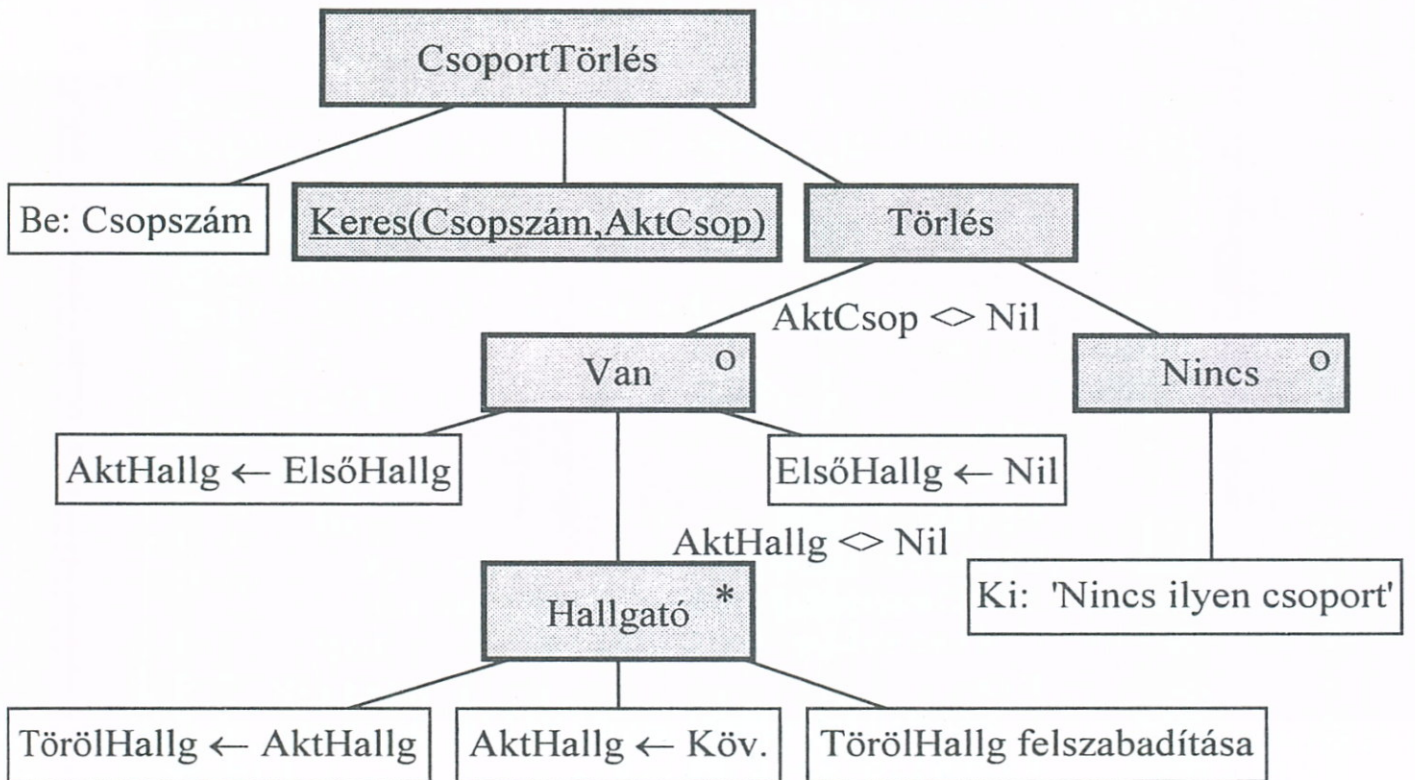 CsoportTörlés
Be: Csopszám
Keres(Csopszám,AktCsop)
Törlés
AktCsop <> Nil
Van o
Nincs o
AktHallg ← ElsőHallg
ElsőHallg ← Nil
AktHallg <> Nil
Hallgató *
Ki: 'Nincs ilyen csoport'
TörölHallg ← AktHallg
AktHallg ← Köv.
TörölHallg felszabadítása